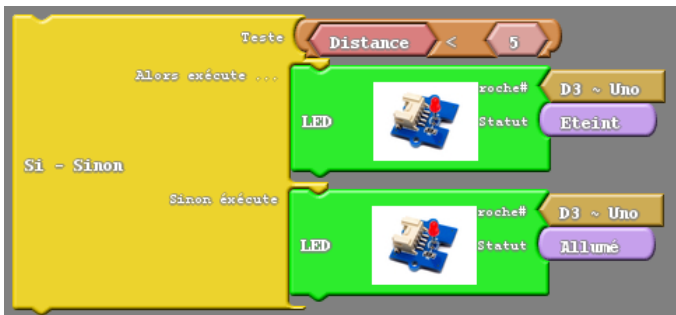 Teste Distance < 5
Alors exécute ...
roche# D3 ~ Uno
LED Statut Eteint
Si - Sinon
Sinon éxécute
roche# D3 ~ Uno
LED Statut Allumé